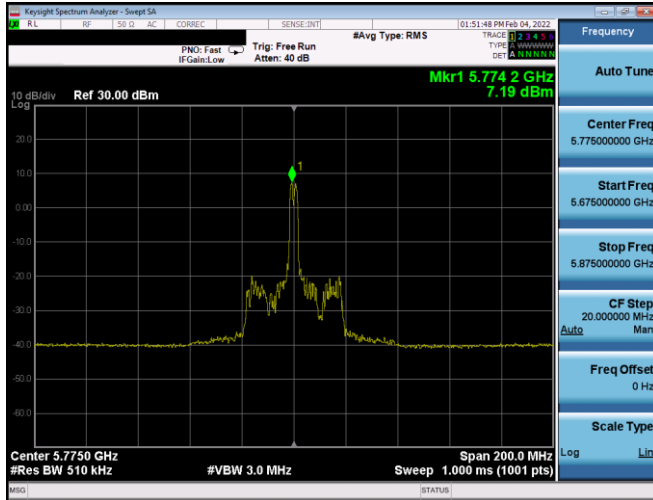 Keysight Spectrum Analyzer - Swept SA
RL RF 50 Ω AC CORREC SENSE:INT 01:51:48 PM Feb 04, 2022
#Avg Type: RMS TRACE 1 2 3 4 5 6
PNO: Fast Trig: Free Run TYPE A WWWWW
IFGain:Low Atten: 40 dB DET A N N N N N
Mkr1 5.774 2 GHz
7.19 dBm
10 dB/div Ref 30.00 dBm
Log
20.0
10.0
0.00
-10.0
-20.0
-30.0
-40.0
-50.0
-60.0
1
Center 5.7750 GHz Span 200.0 MHz
#Res BW 510 kHz #VBW 3.0 MHz Sweep 1.000 ms (1001 pts)
MSG STATUS
Frequency
Auto Tune
Center Freq
5.775000000 GHz
Start Freq
5.675000000 GHz
Stop Freq
5.875000000 GHz
CF Step
20.000000 MHz
Auto Man
Freq Offset
0 Hz
Scale Type
Log Lin